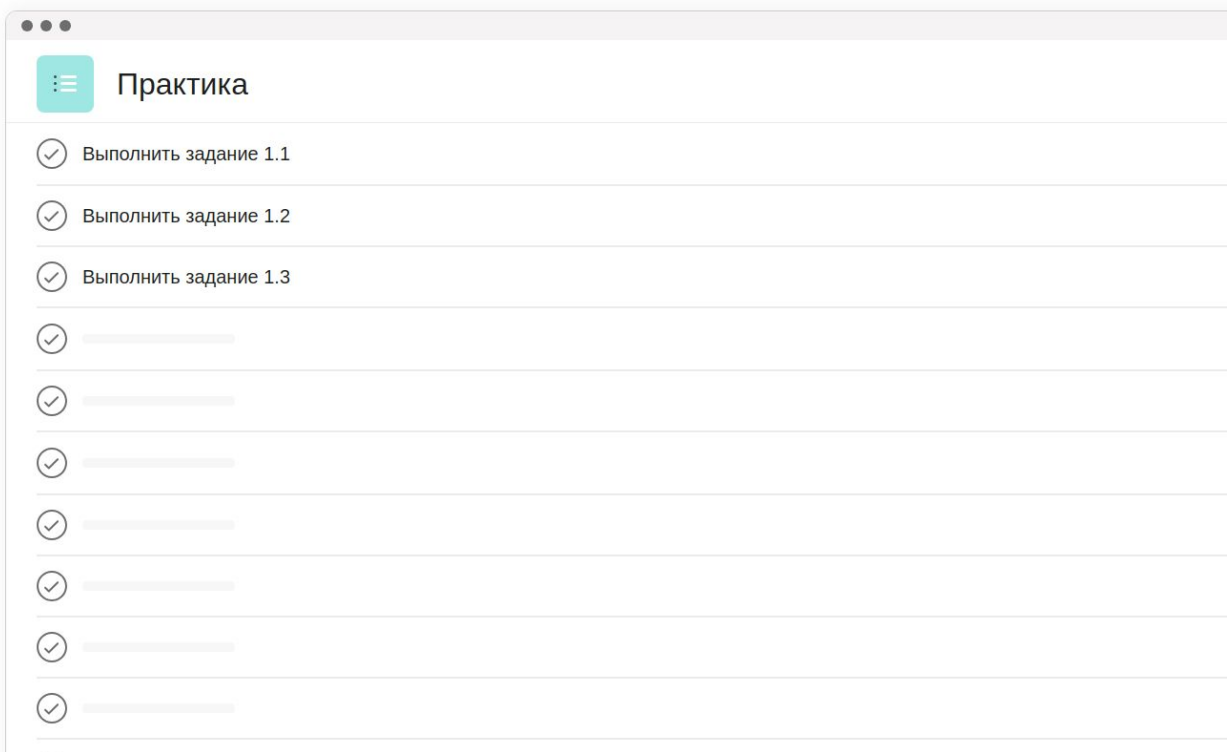 Практика
Выполнить задание 1.1
Выполнить задание 1.2
Выполнить задание 1.3